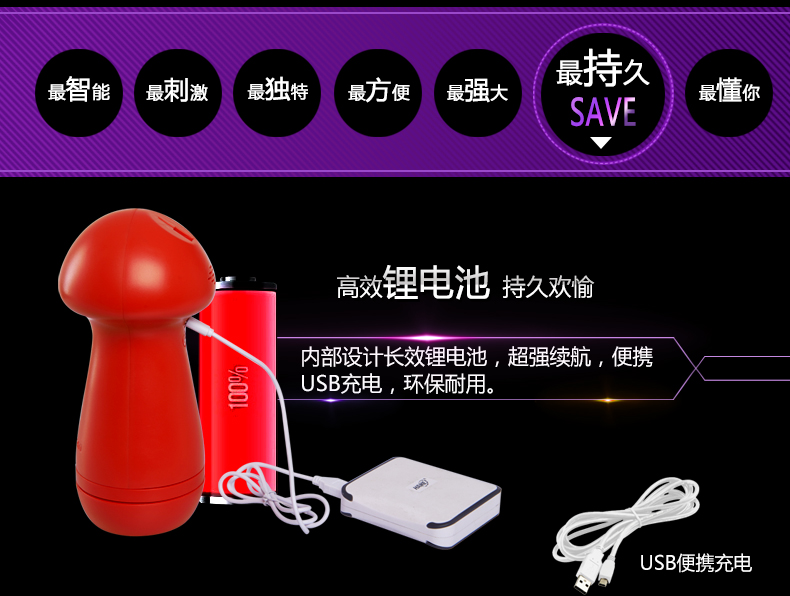 最智能
最刺激
最独特
最方便
最强大
最持久
SAVE
最懂你
高效锂电池 持久欢愉
内部设计长效锂电池，超强续航，便携
USB充电，环保耐用。
100%
USB便携充电